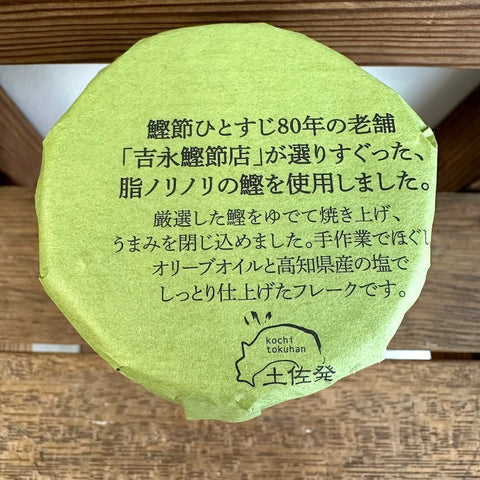 鰹節ひとすじ80年の老舗
「吉永鰹節店」が選りすぐった、
脂ノリノリの鰹を使用しました。
厳選した鰹をゆでて焼き上げ、
うまみを閉じ込めました。手作業でほぐし
オリーブオイルと高知県産の塩で
しっとり仕上げたフレークです。
kochi
tokuhan
土佐発